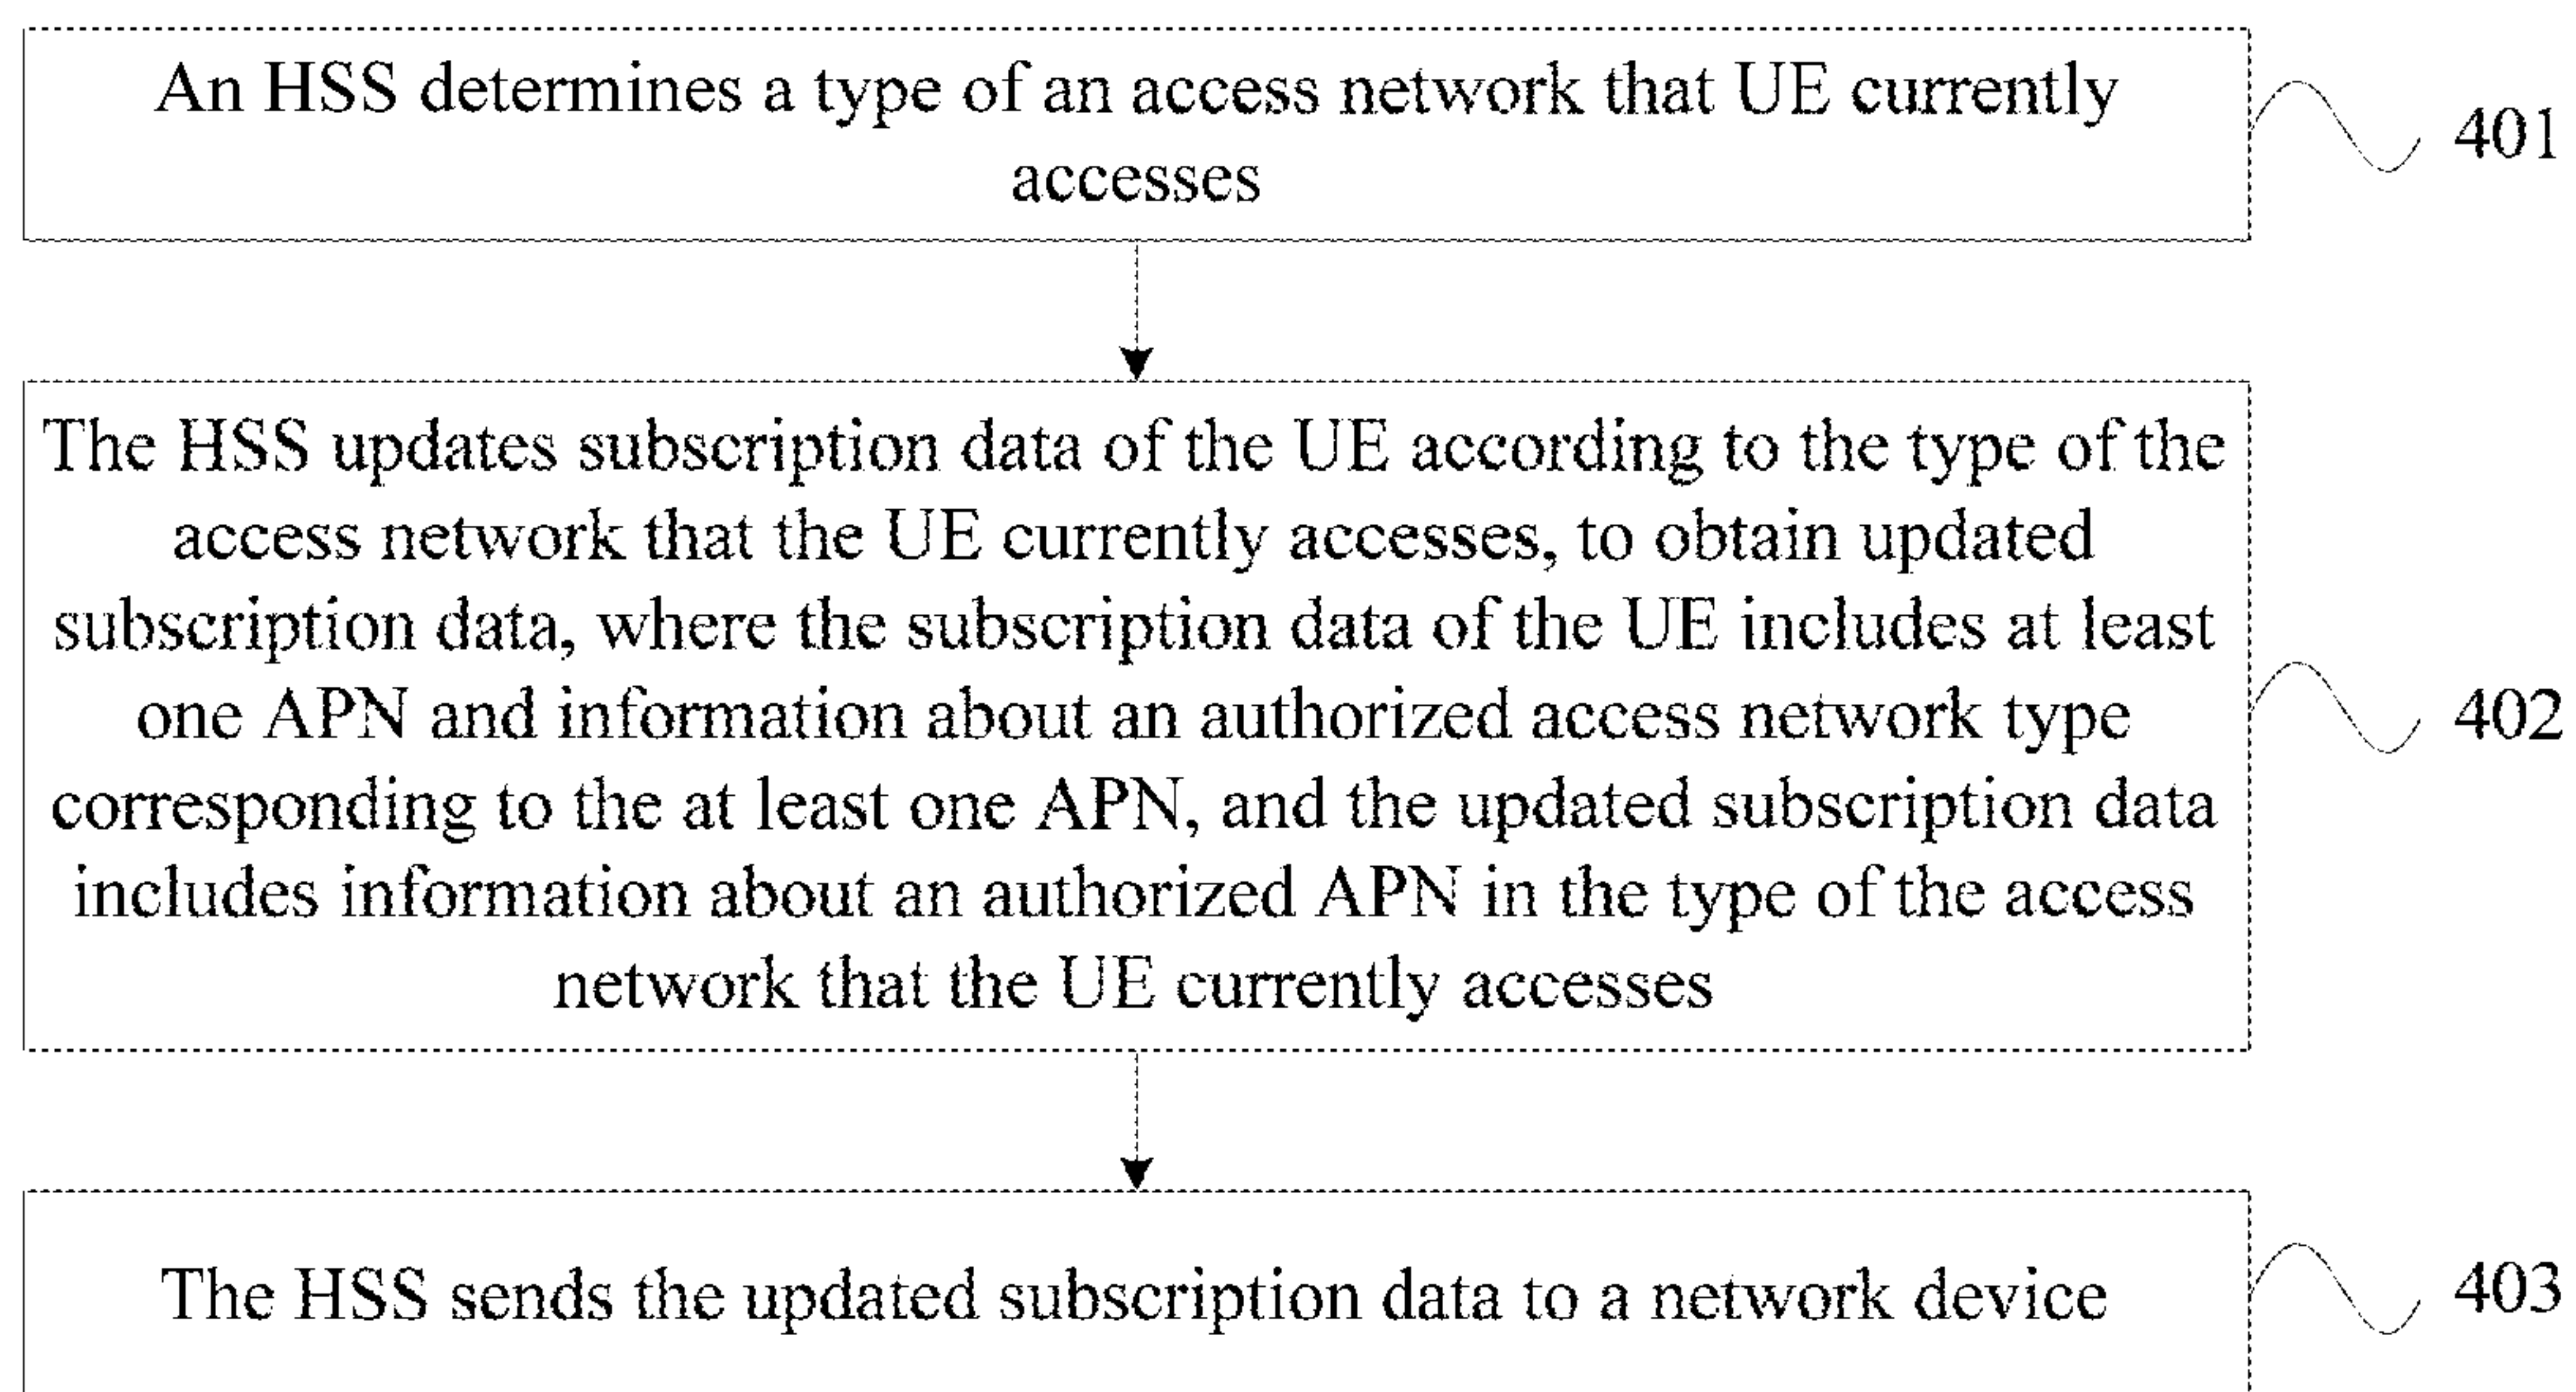 An HSS determines a type of an access network that UE currently
accesses
401
The HSS updates subscription data of the UE according to the type of the
access network that the UE currently accesses, to obtain updated
subscription data, where the subscription data of the UE includes at least
one APN and information about an authorized access network type
corresponding to the at least one APN, and the updated subscription data
includes information about an authorized APN in the type of the access
network that the UE currently accesses
402
The HSS sends the updated subscription data to a network device
403